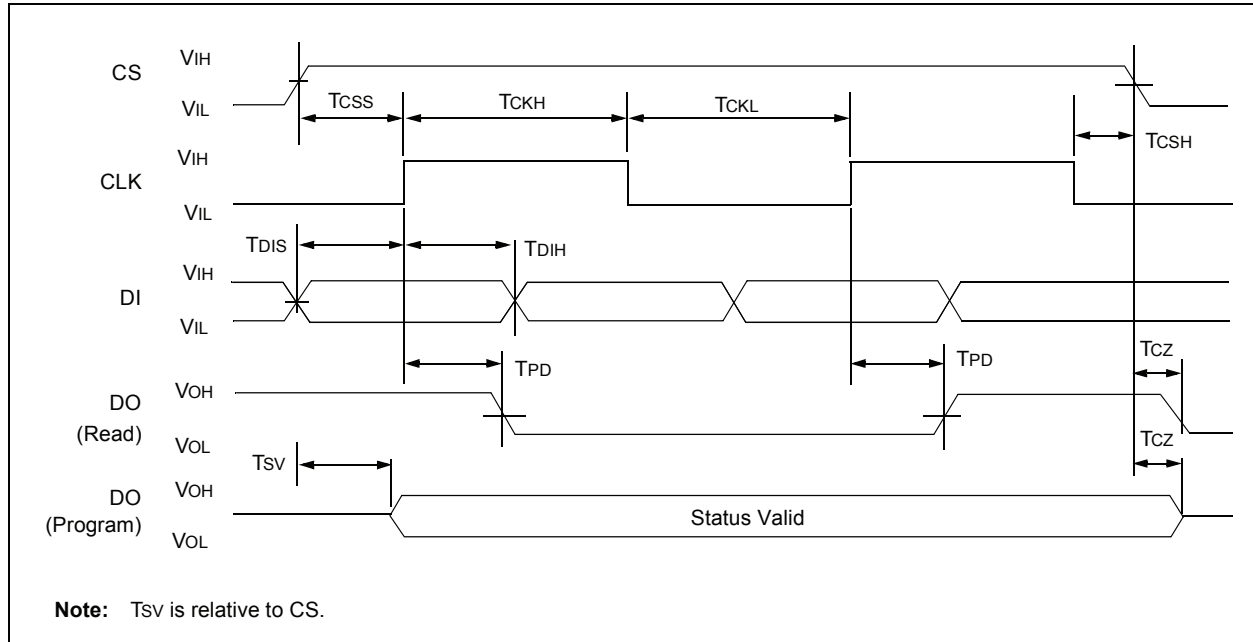 CS
VIH
VIL
TCSS
TCKH
TCKL
TCSH
CLK
VIH
VIL
TDIS
TDIH
DI
VIH
VIL
TPD
TPD
TCZ
DO
(Read)
VOH
VOL
TCZ
TSV
DO
(Program)
VOH
VOL
Status Valid
Note: TSV is relative to CS.